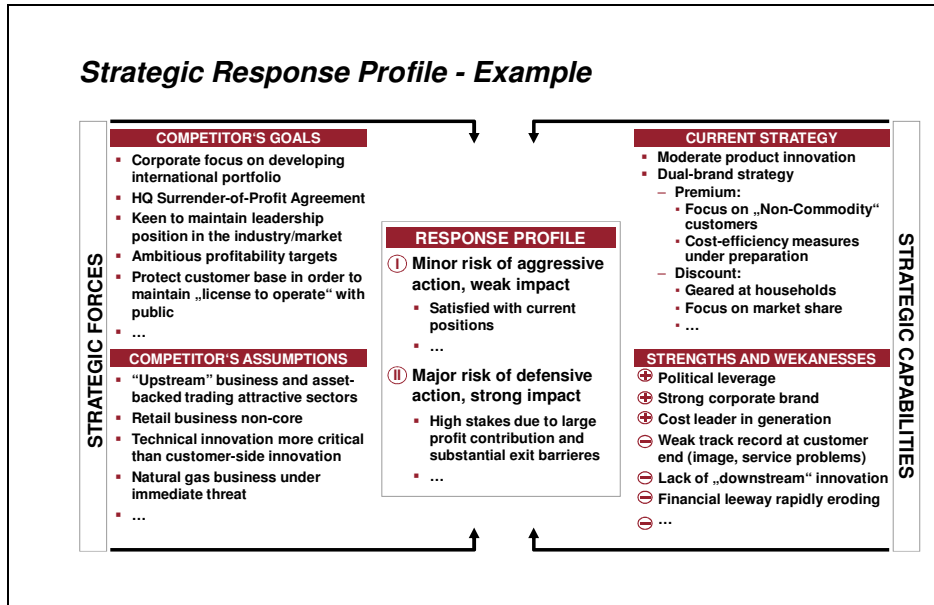 Strategic Response Profile - Example
STRATEGIC FORCES
COMPETITOR'S GOALS
▪ Corporate focus on developing
international portfolio
▪ HQ Surrender-of-Profit Agreement
▪ Keen to maintain leadership
position in the industry/market
▪ Ambitious profitability targets
▪ Protect customer base in order to
maintain „license to operate“ with
public
▪ …
COMPETITOR'S ASSUMPTIONS
▪ “Upstream” business and asset-
backed trading attractive sectors
▪ Retail business non-core
▪ Technical innovation more critical
than customer-side innovation
▪ Natural gas business under
immediate threat
▪ …
RESPONSE PROFILE
I Minor risk of aggressive
action, weak impact
▪ Satisfied with current
positions
▪ …
II Major risk of defensive
action, strong impact
▪ High stakes due to large
profit contribution and
substantial exit barrieres
▪ …
CURRENT STRATEGY
▪ Moderate product innovation
▪ Dual-brand strategy
– Premium:
▪ Focus on „Non-Commodity“
customers
▪ Cost-efficiency measures
under preparation
– Discount:
▪ Geared at households
▪ Focus on market share
▪ …
STRENGTHS AND WEKANESSES
⊕ Political leverage
⊕ Strong corporate brand
⊕ Cost leader in generation
⊖ Weak track record at customer
end (image, service problems)
⊖ Lack of „downstream“ innovation
⊖ Financial leeway rapidly eroding
⊖ …
STRATEGIC CAPABILITIES